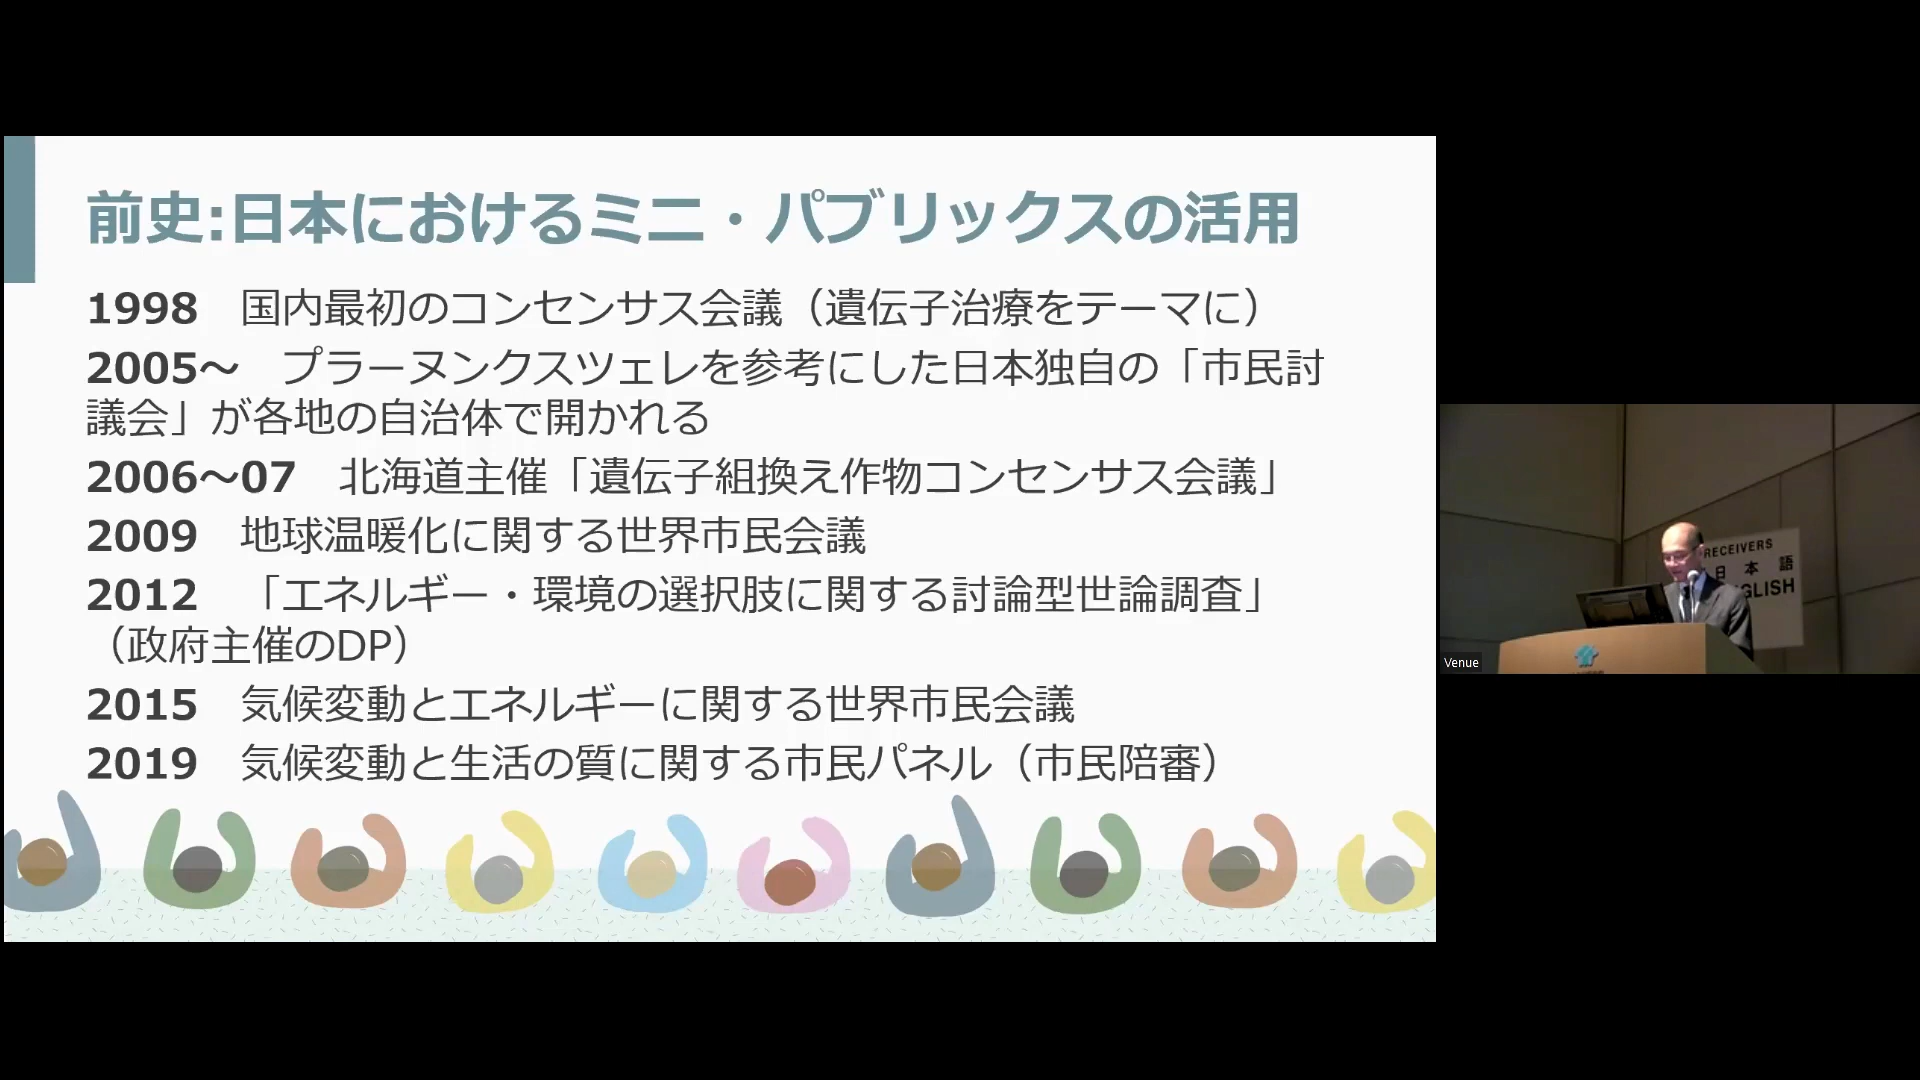 前史:日本におけるミニ・パブリックスの活用
1998　国内最初のコンセンサス会議（遺伝子治療をテーマに）
2005～　プラーヌンクスツェレを参考にした日本独自の「市民討
議会」が各地の自治体で開かれる
2006～07　北海道主催「遺伝子組換え作物コンセンサス会議」
2009　地球温暖化に関する世界市民会議
2012　「エネルギー・環境の選択肢に関する討論型世論調査」
（政府主催のDP）
2015　気候変動とエネルギーに関する世界市民会議
2019　気候変動と生活の質に関する市民パネル（市民陪審）
RECEIVERS
日本語
GLISH
Venue